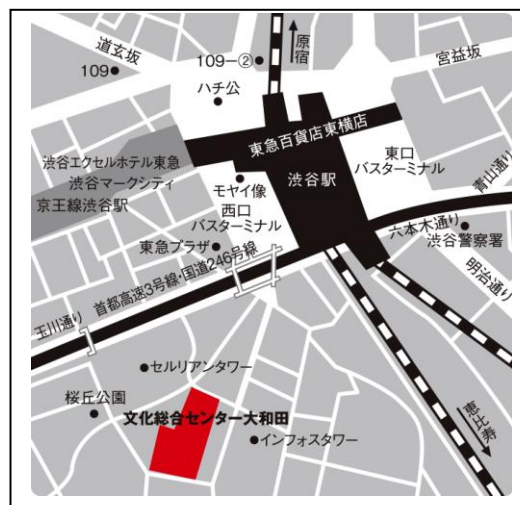 道玄坂
109
109−②
ハチ公
原宿
宮益坂
東急百貨店東横店
渋谷エクセルホテル東急
渋谷マークシティ
京王線渋谷駅
モヤイ像
西口
バスターミナル
東急プラザ
渋谷駅
東口
バスターミナル
青山通り
六本木通り
渋谷警察署
明治通り
首都高速3号線・国道246号線
玉川通り
セルリアンタワー
桜丘公園
文化総合センター大和田
インフォスタワー
恵比寿